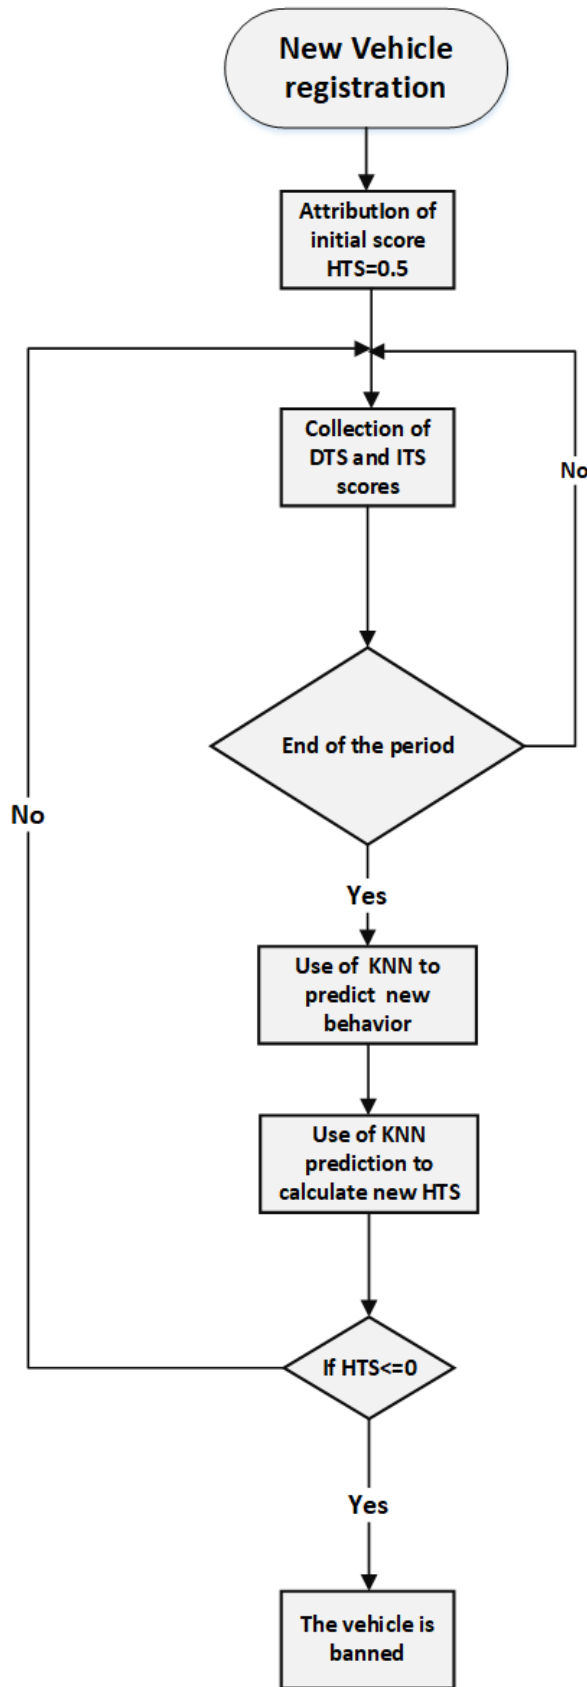 New Vehicle
registration
Attribution of
initial score
HTS=0.5
Collection of
DTS and ITS
scores
No
End of the period
No
Yes
Use of KNN to
predict new
behavior
Use of KNN
prediction to
calculate new HTS
If HTS<=0
Yes
The vehicle is
banned